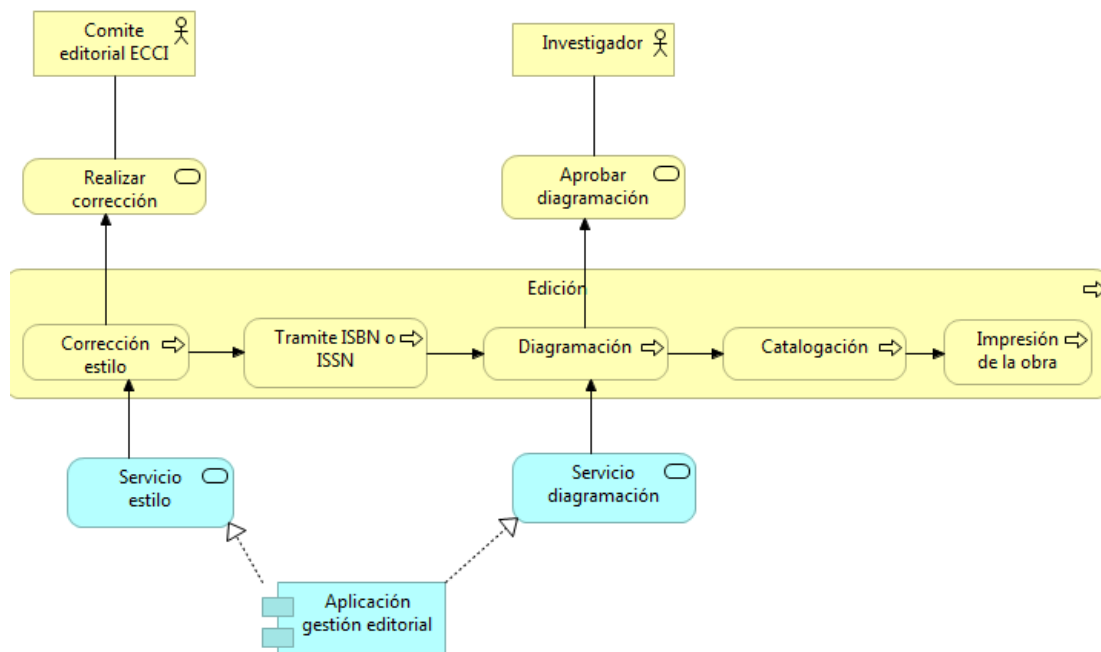 Comite
editorial ECCI
Investigador
Realizar
corrección
Aprobar
diagramación
Edición
Corrección
estilo
Tramite ISBN o
ISSN
Diagramación
Catalogación
Impresión
de la obra
Servicio
estilo
Servicio
diagramación
Aplicación
gestión editorial